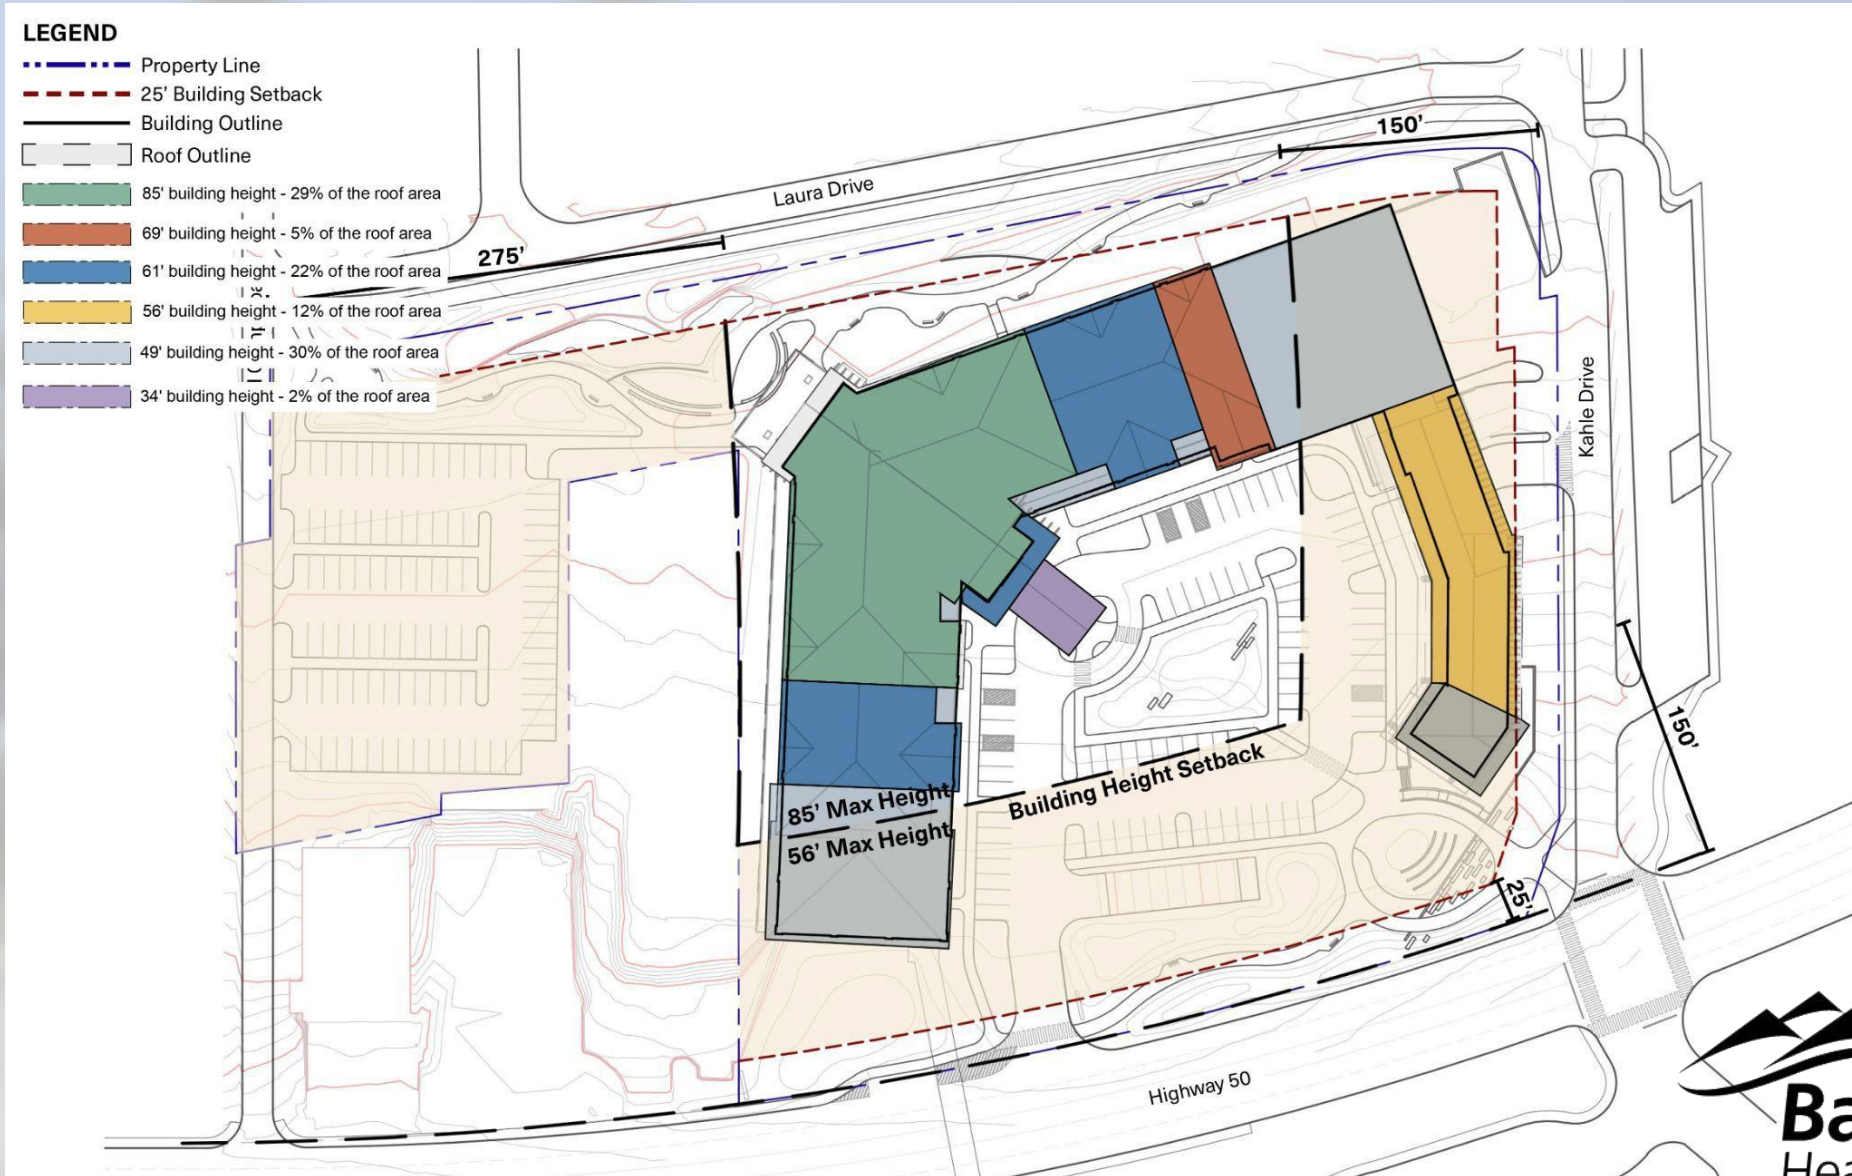 LEGEND
Property Line
25' Building Setback
Building Outline
Roof Outline
85' building height - 29% of the roof area
69' building height - 5% of the roof area
61' building height - 22% of the roof area
56' building height - 12% of the roof area
49' building height - 30% of the roof area
34' building height - 2% of the roof area
150'
Laura Drive
275'
Kahle Drive
150'
Building Height Setback
85' Max Height
56' Max Height
25'
Highway 50